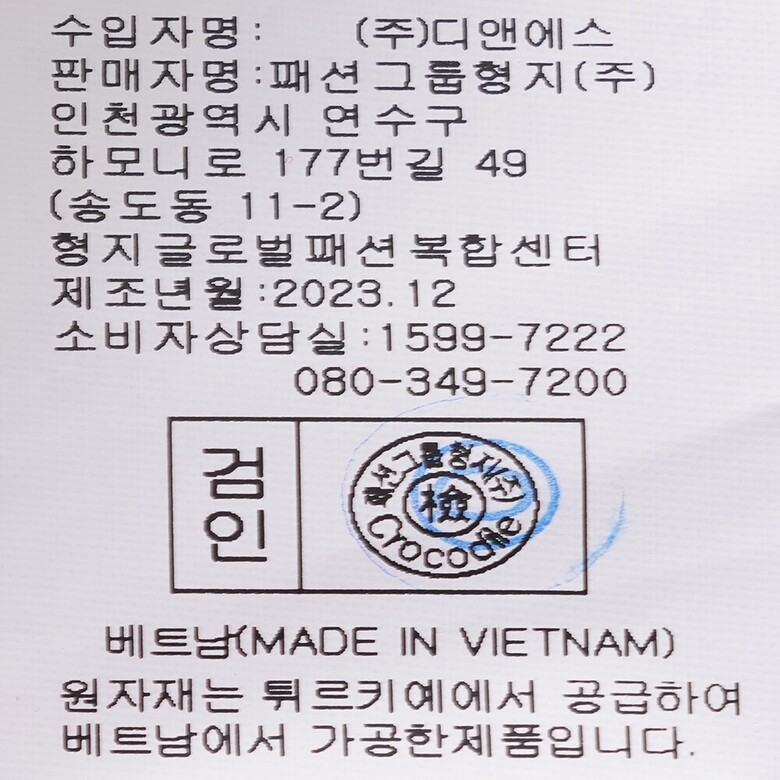 수입자명: (주)디앤에스
판매자명:패션그룹형지(주)
인천광역시 연수구
하모니로 177번길 49
(송도동 11-2)
형지글로벌패션복합센터
제조년월:2023.12
소비자상담실:1599-7222
080-349-7200
검인
패션그룹형지(주)
檢
Crocodile
베트남(MADE IN VIETNAM)
원자재는 튀르키예에서 공급하여
베트남에서 가공한제품입니다.